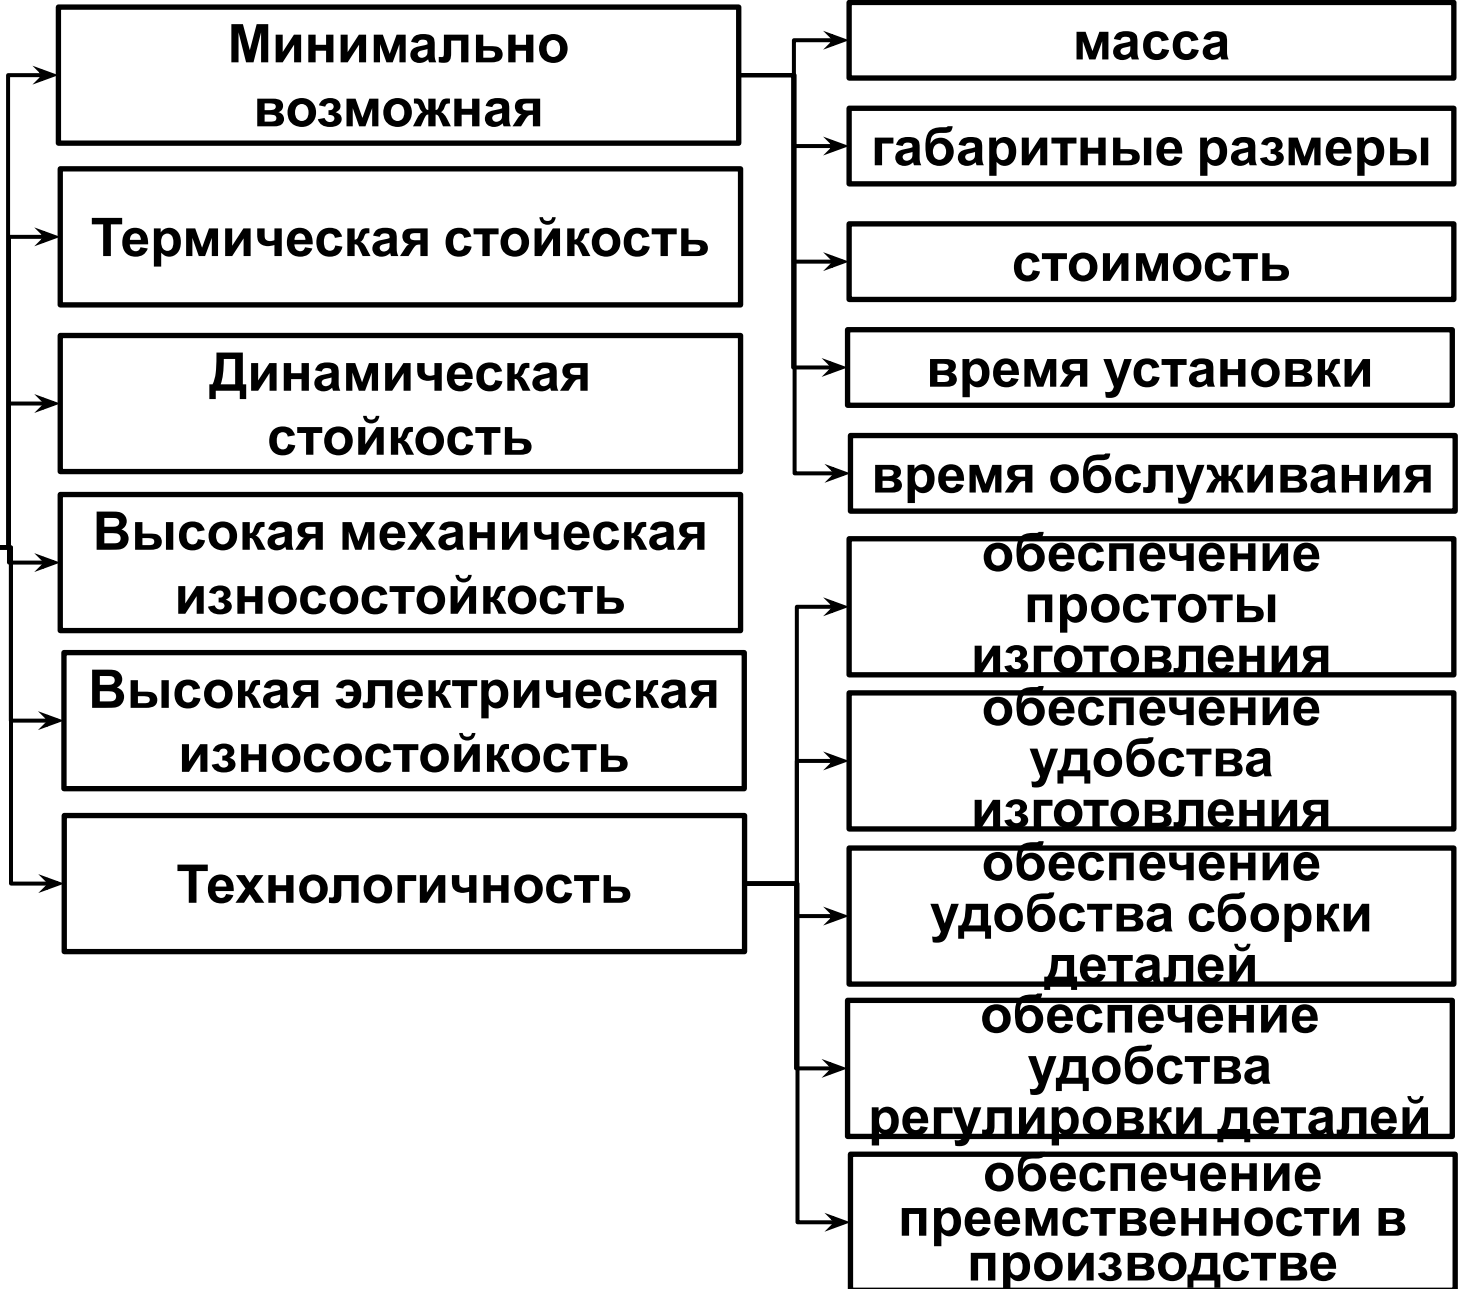 Минимально
возможная
Термическая стойкость
Динамическая
стойкость
Высокая механическая
износостойкость
Высокая электрическая
износостойкость
Технологичность
масса
габаритные размеры
стоимость
время установки
время обслуживания
обеспечение
простоты
изготовления
обеспечение
удобства
изготовления
обеспечение
удобства сборки
деталей
обеспечение
удобства
регулировки деталей
обеспечение
преемственности в
производстве